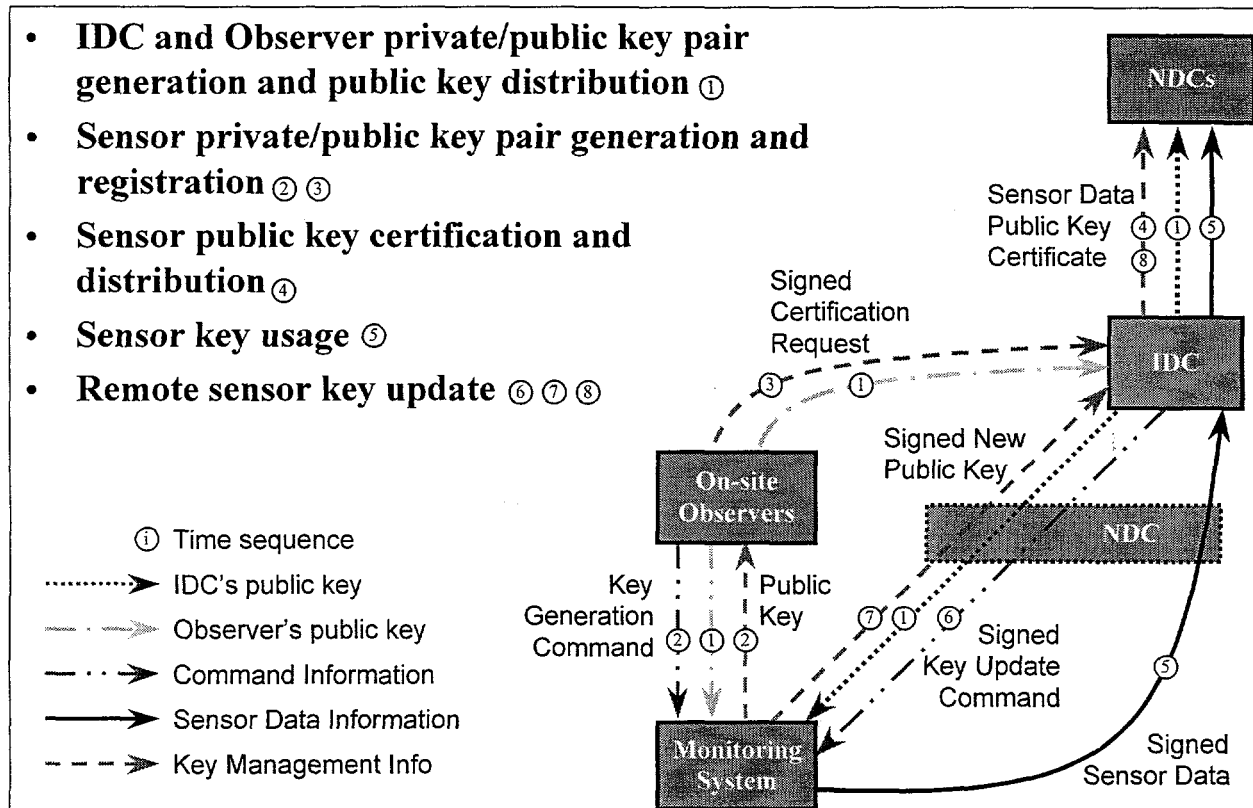 • IDC and Observer private/public key pair
generation and public key distribution ①
• Sensor private/public key pair generation and
registration ② ③
• Sensor public key certification and
distribution ④
• Sensor key usage ⑤
• Remote sensor key update ⑥ ⑦ ⑧
ⓘ Time sequence
IDC's public key
Observer's public key
Command Information
Sensor Data Information
Key Management Info
NDCs
Sensor Data
Public Key
Certificate
④ ① ⑤
⑧
Signed
Certification
Request
③ ①
IDC
Signed New
Public Key
On-site
Observers
NDC
Key
Generation
Command
Public
Key
② ① ②
⑦ ① ⑥
Signed
Key Update
Command
⑤
Monitoring
System
Signed
Sensor Data